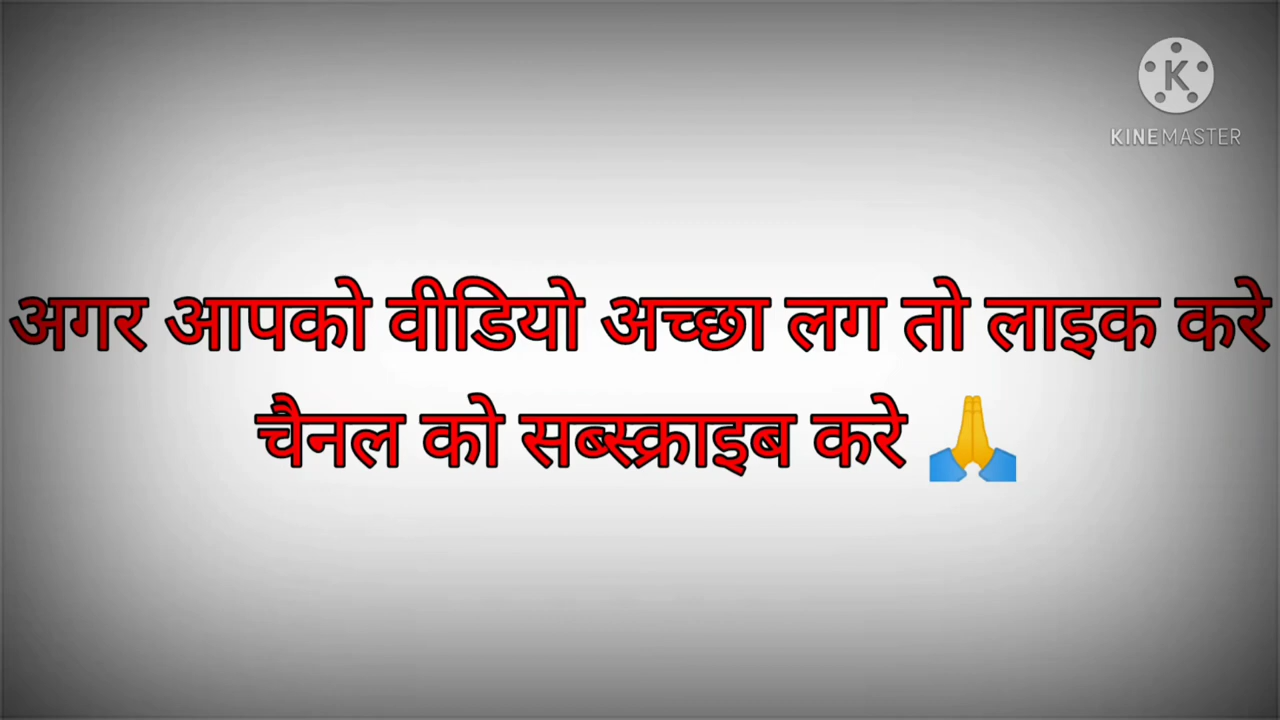 KINEMASTER
अगर आपको वीडियो अच्छा लग तो लाइक करे
चैनल को सब्स्क्राइब करे 🙏